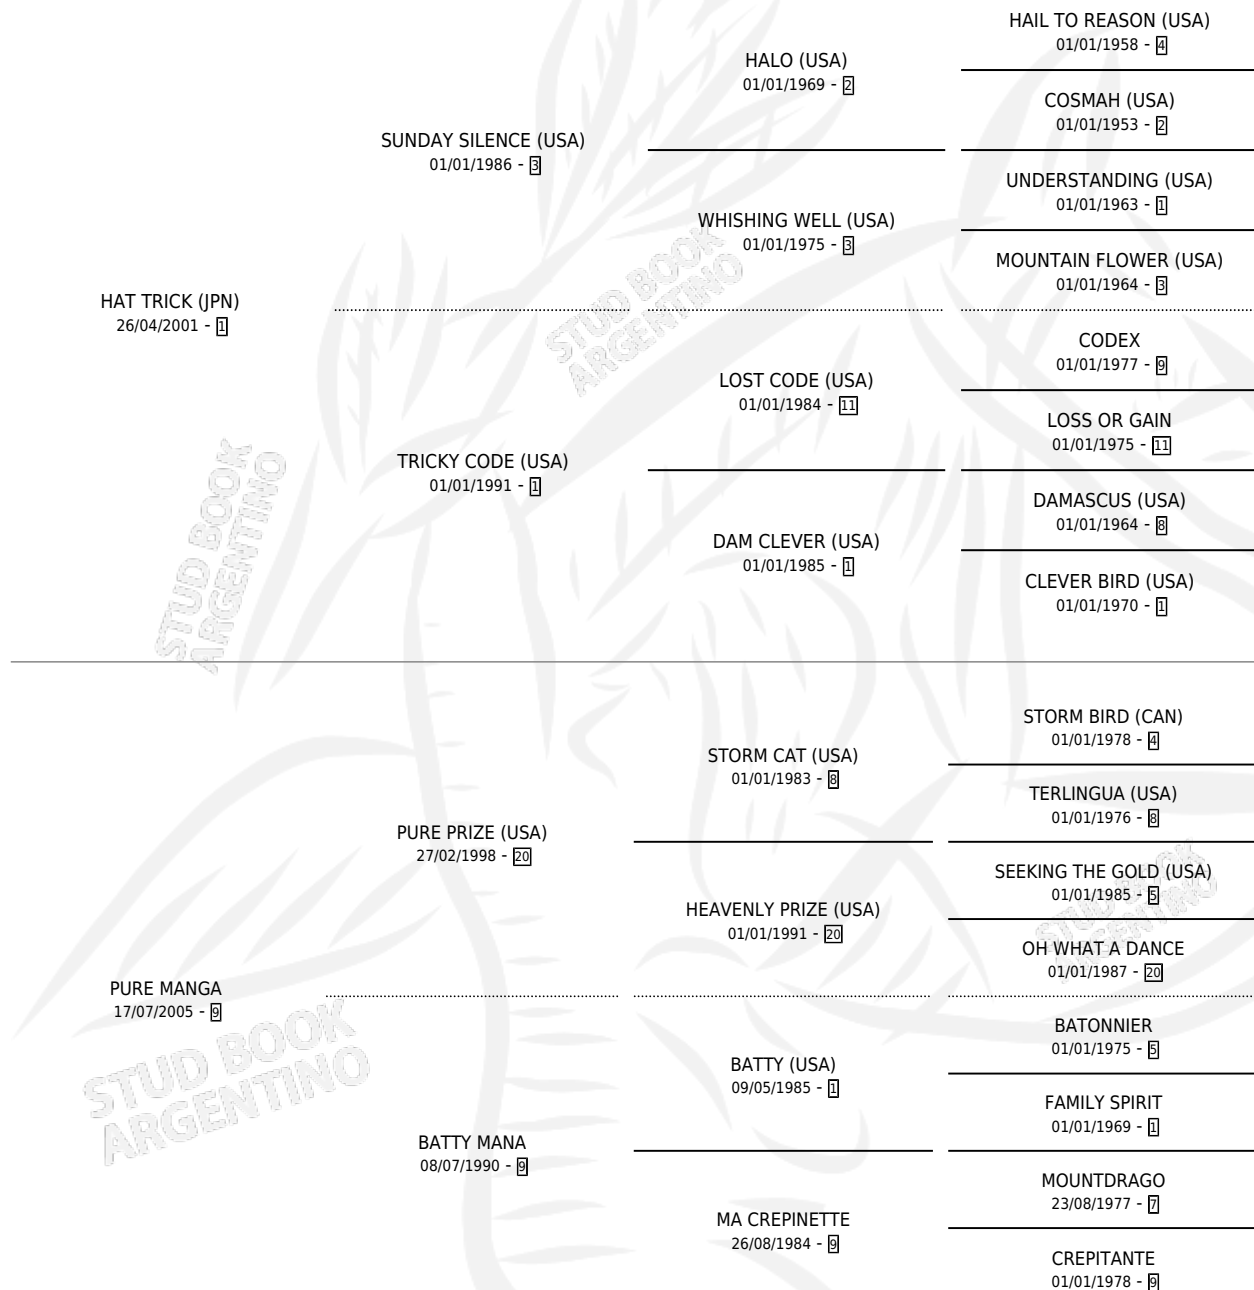 HAIL TO REASON (USA)
01/01/1958 - 4
HALO (USA)
01/01/1969 - 2
COSMAH (USA)
01/01/1953 - 2
SUNDAY SILENCE (USA)
01/01/1986 - 3
UNDERSTANDING (USA)
01/01/1963 - 1
WHISHING WELL (USA)
01/01/1975 - 3
MOUNTAIN FLOWER (USA)
01/01/1964 - 3
HAT TRICK (JPN)
26/04/2001 - 1
CODEX
01/01/1977 - 9
LOST CODE (USA)
01/01/1984 - 11
LOSS OR GAIN
01/01/1975 - 11
TRICKY CODE (USA)
01/01/1991 - 1
DAMASCUS (USA)
01/01/1964 - 8
DAM CLEVER (USA)
01/01/1985 - 1
CLEVER BIRD (USA)
01/01/1970 - 1
STORM BIRD (CAN)
01/01/1978 - 4
STORM CAT (USA)
01/01/1983 - 8
TERLINGUA (USA)
01/01/1976 - 8
PURE PRIZE (USA)
27/02/1998 - 20
SEEKING THE GOLD (USA)
01/01/1985 - 5
HEAVENLY PRIZE (USA)
01/01/1991 - 20
OH WHAT A DANCE
01/01/1987 - 20
PURE MANGA
17/07/2005 - 9
BATONNIER
01/01/1975 - 5
BATTY (USA)
09/05/1985 - 1
FAMILY SPIRIT
01/01/1969 - 1
BATTY MANA
08/07/1990 - 9
MOUNTDRAGO
23/08/1977 - 7
MA CREPINETTE
26/08/1984 - 9
CREPITANTE
01/01/1978 - 9
STUD BOOK
ARGENTINO
STUD BOOK
ARGENTINO
STUD BOOK
ARGENTINO
STUD BOOK
ARGENTINO